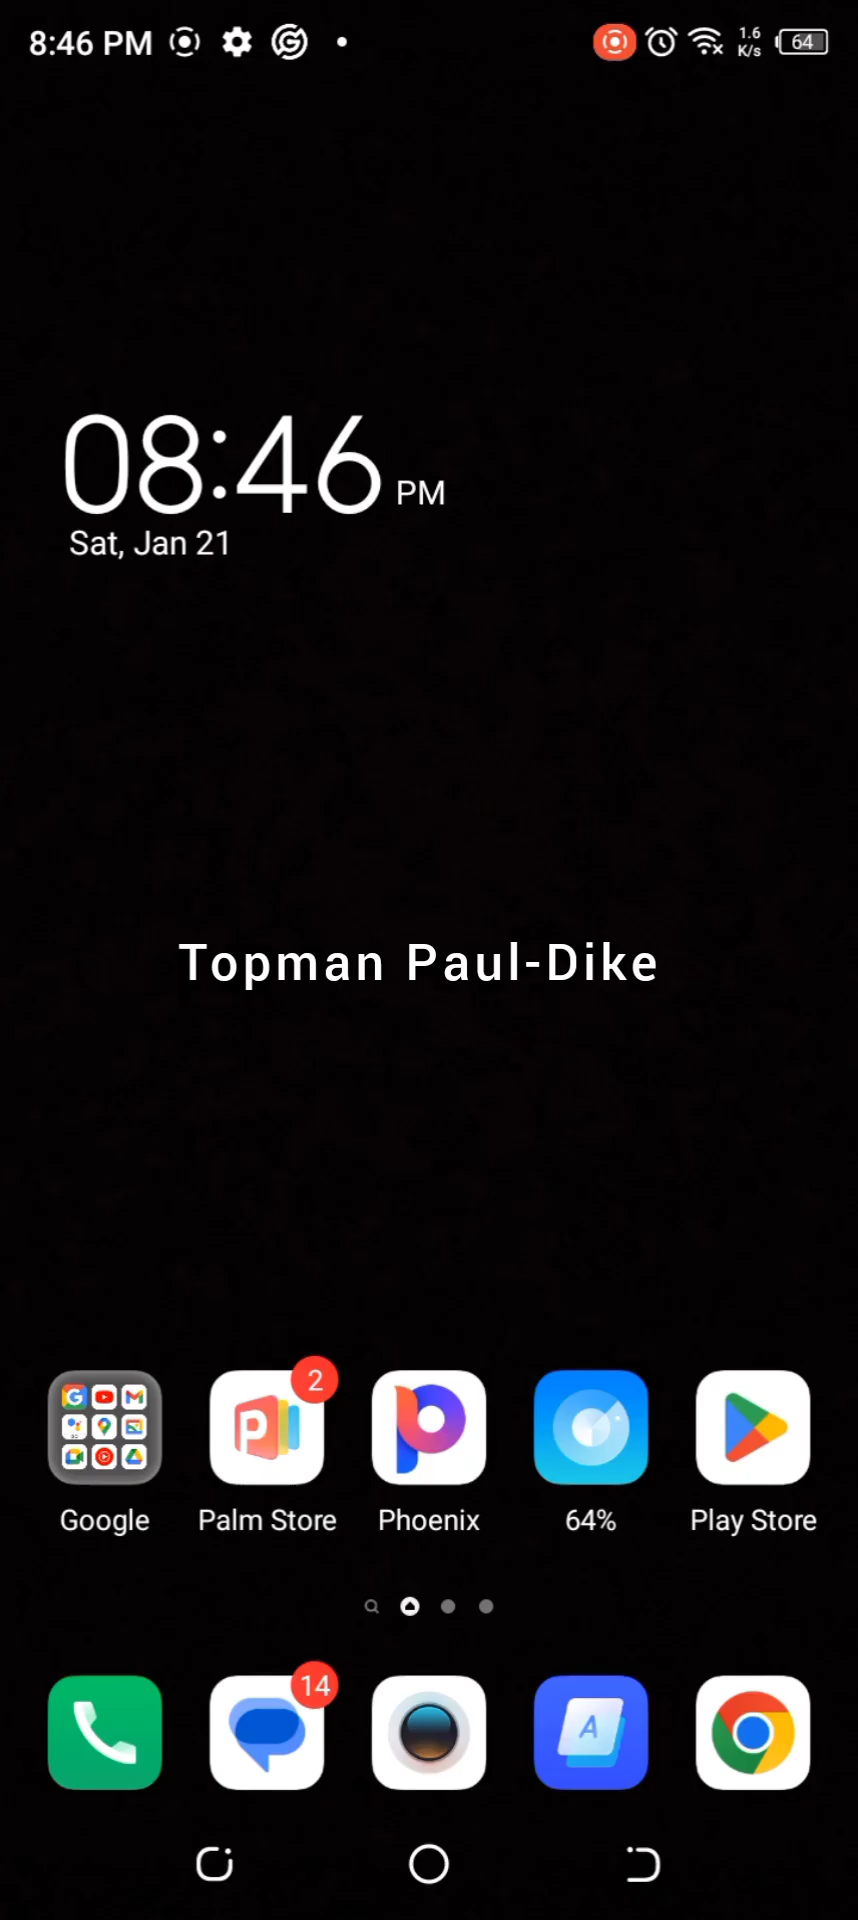 8:46 PM
1.6
K/s
64
08:46 PM
Sat, Jan 21
Topman Paul-Dike
2
Google
Palm Store
Phoenix
64%
Play Store
14
A